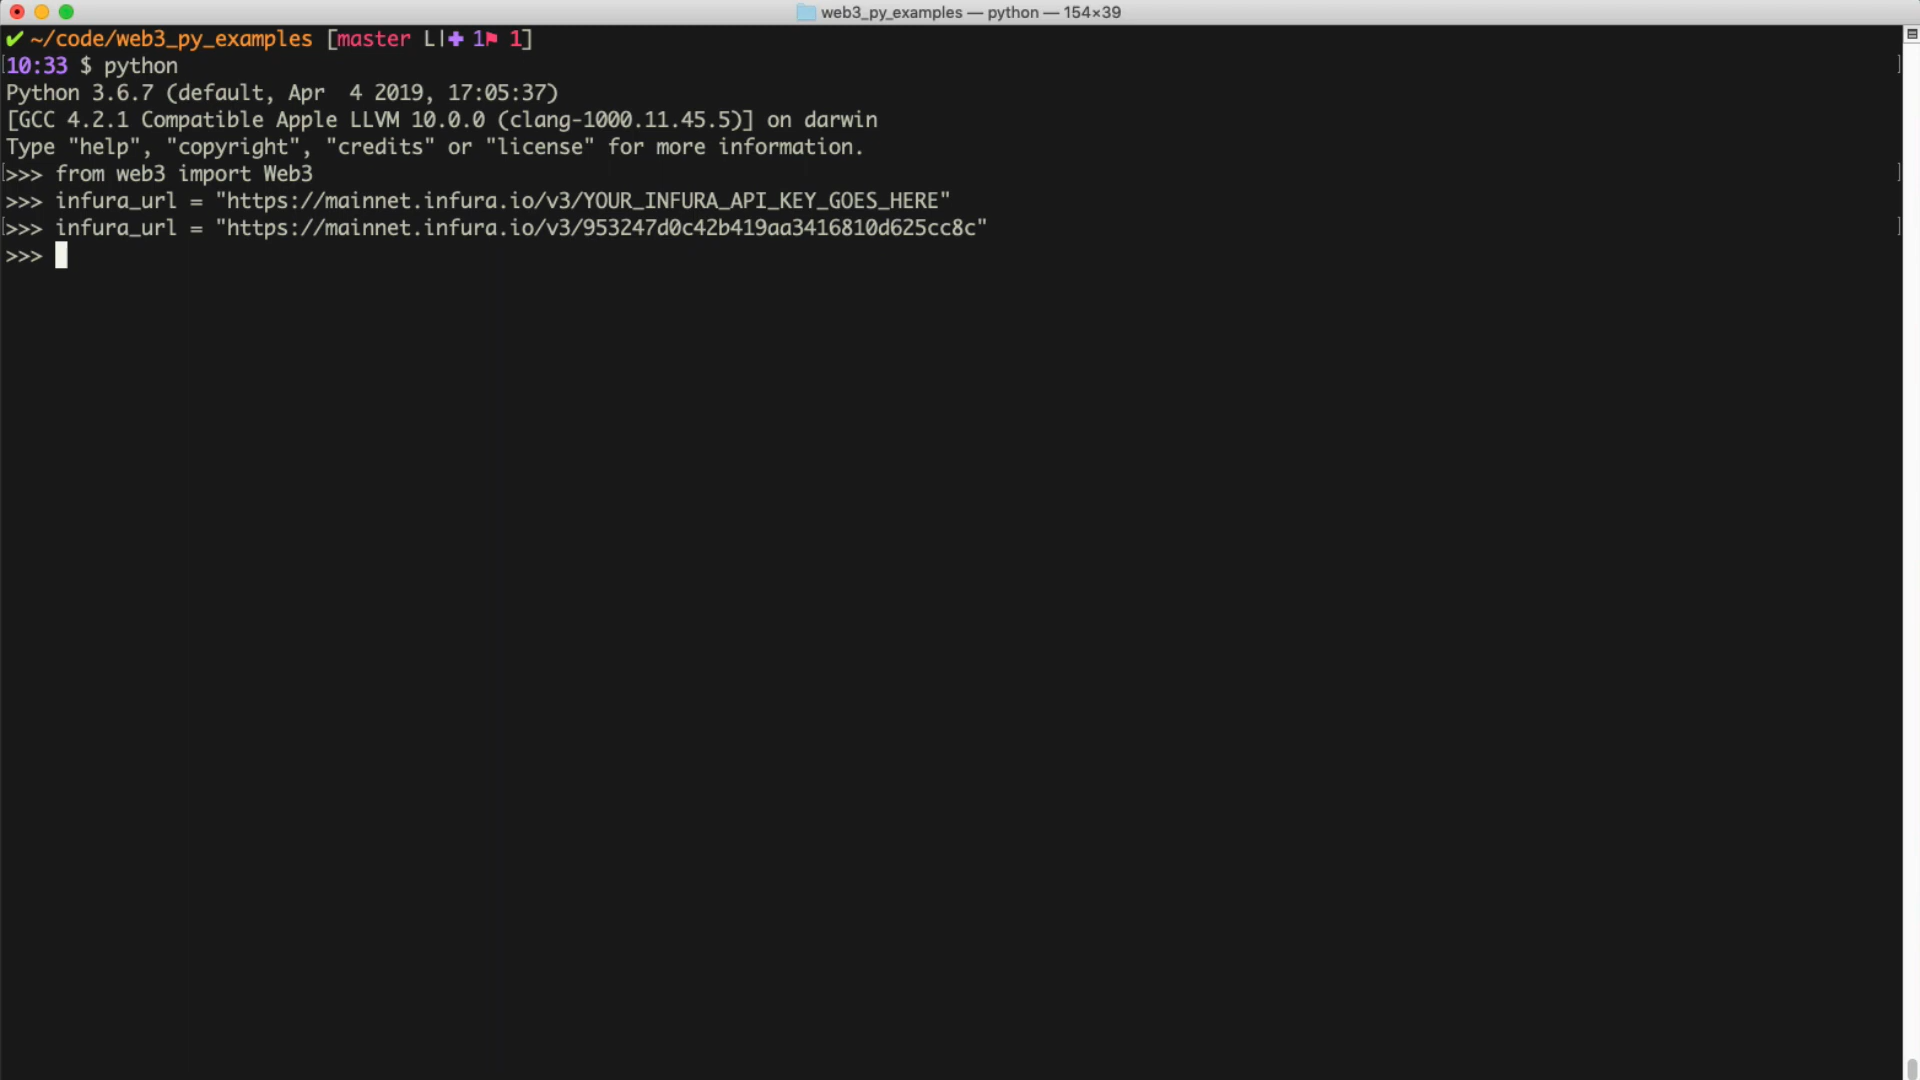 web3_py_examples — python — 154×39
✔ ~/code/web3_py_examples [master L|✚ 1⚑ 1]
10:33 $ python
Python 3.6.7 (default, Apr  4 2019, 17:05:37)
[GCC 4.2.1 Compatible Apple LLVM 10.0.0 (clang-1000.11.45.5)] on darwin
Type "help", "copyright", "credits" or "license" for more information.
>>> from web3 import Web3
>>> infura_url = "https://mainnet.infura.io/v3/YOUR_INFURA_API_KEY_GOES_HERE"
>>> infura_url = "https://mainnet.infura.io/v3/953247d0c42b419aa3416810d625cc8c"
>>>